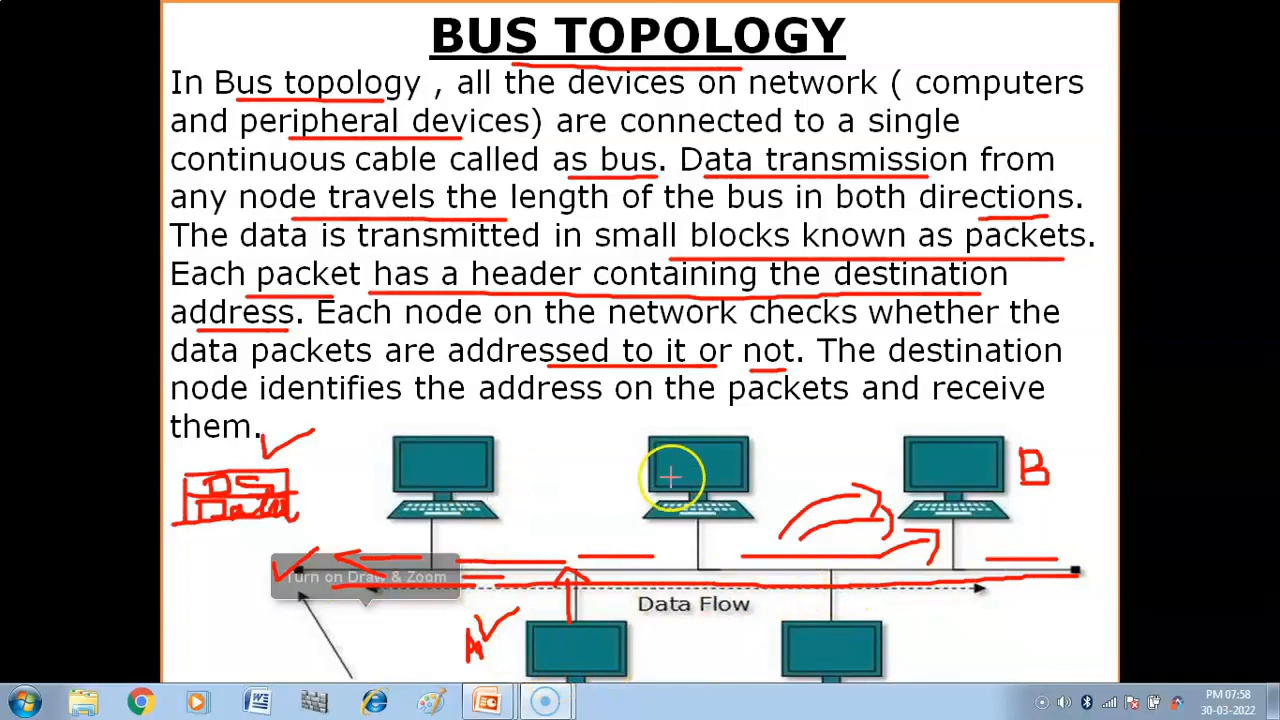 BUS TOPOLOGY
In Bus topology , all the devices on network ( computers
and peripheral devices) are connected to a single
continuous cable called as bus. Data transmission from
any node travels the length of the bus in both directions.
The data is transmitted in small blocks known as packets.
Each packet has a header containing the destination
address. Each node on the network checks whether the
data packets are addressed to it or not. The destination
node identifies the address on the packets and receive
them.
B
DS
Data
Turn on Draw & Zoom
Data Flow
A
PM 07:58
30-03-2022